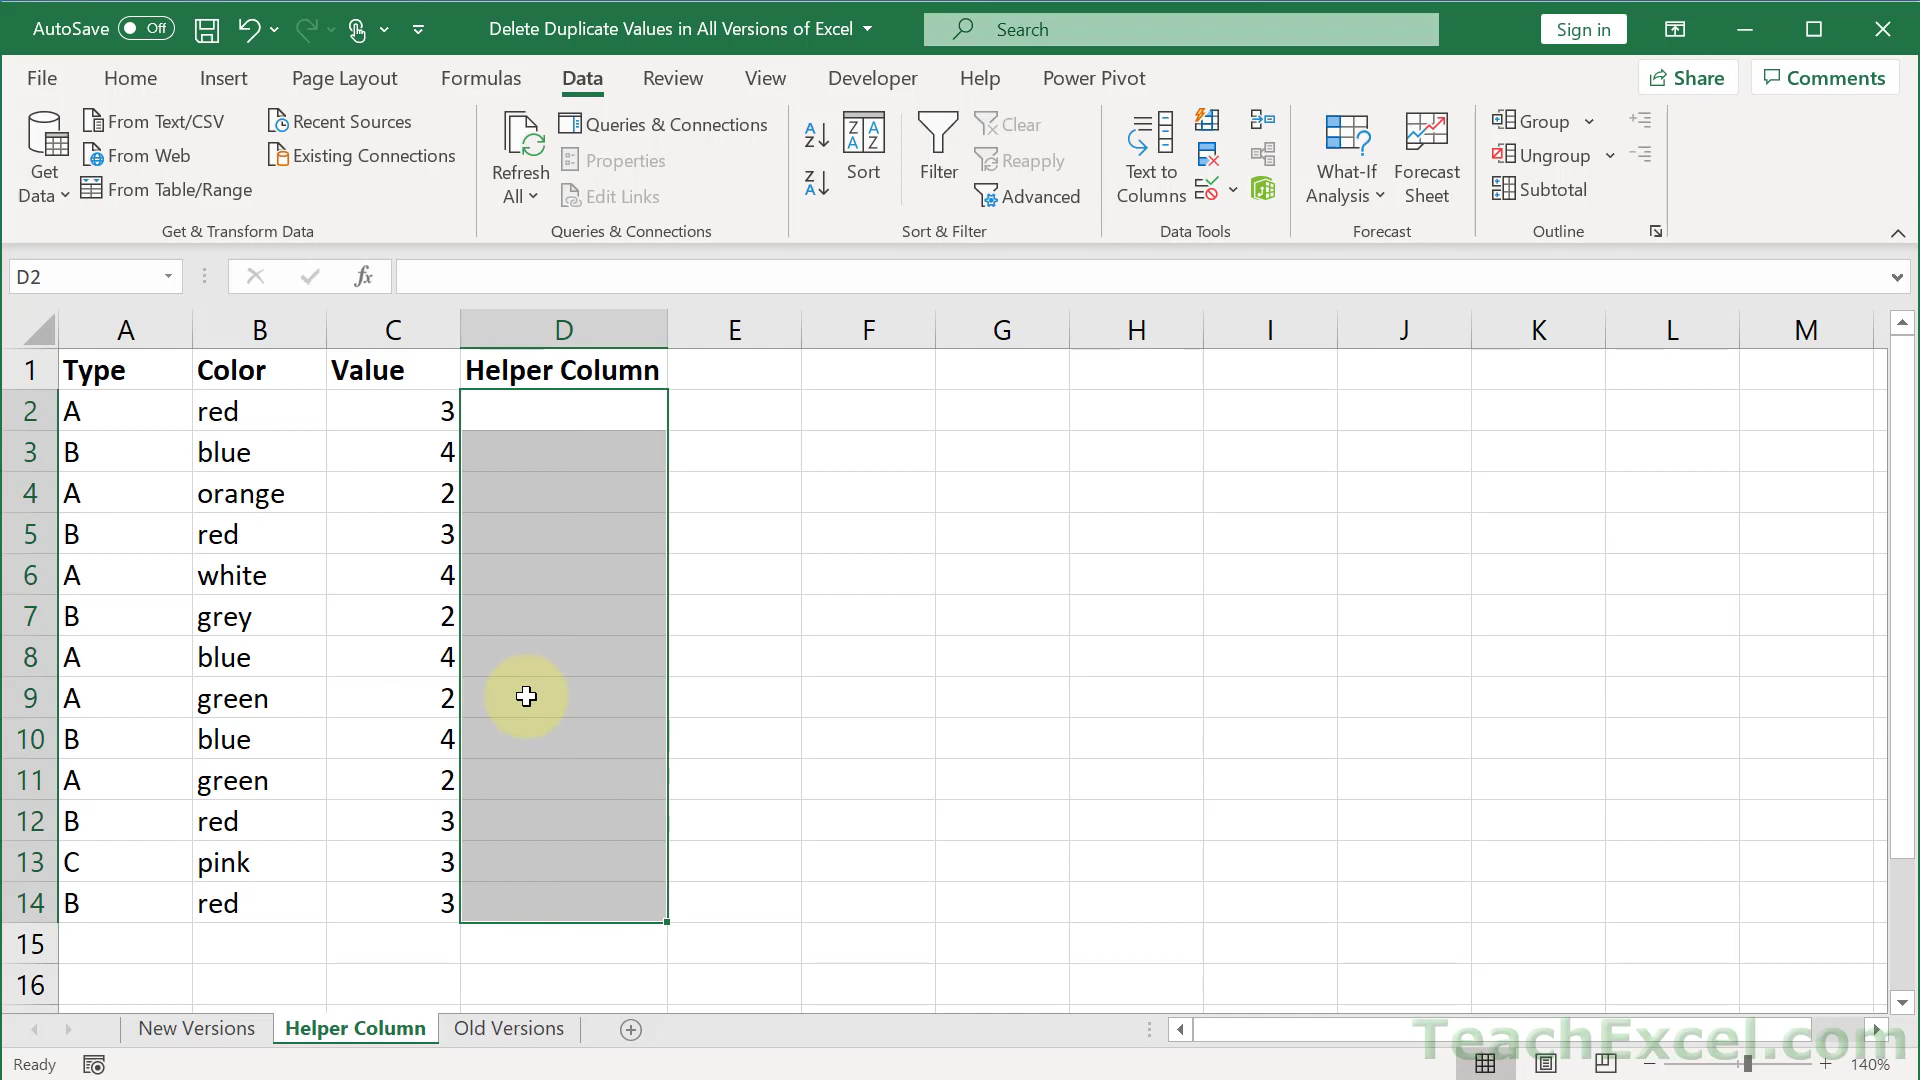 AutoSave Off Delete Duplicate Values in All Versions of Excel Search Sign in
File Home Insert Page Layout Formulas Data Review View Developer Help Power Pivot Share Comments
Get Data
From Text/CSV
From Web
From Table/Range
Recent Sources
Existing Connections
Get & Transform Data
Refresh All
Queries & Connections
Properties
Edit Links
Queries & Connections
Sort
Filter
Clear
Reapply
Advanced
Sort & Filter
Text to Columns
Data Tools
What-If Analysis
Forecast Sheet
Forecast
Group
Ungroup
Subtotal
Outline
D2 fx
A B C D E F G H I J K L M
1 Type Color Value Helper Column
2 A red 3
3 B blue 4
4 A orange 2
5 B red 3
6 A white 4
7 B grey 2
8 A blue 4
9 A green 2
10 B blue 4
11 A green 2
12 B red 3
13 C pink 3
14 B red 3
15
16
New Versions Helper Column Old Versions
TeachExcel.com
Ready 140%